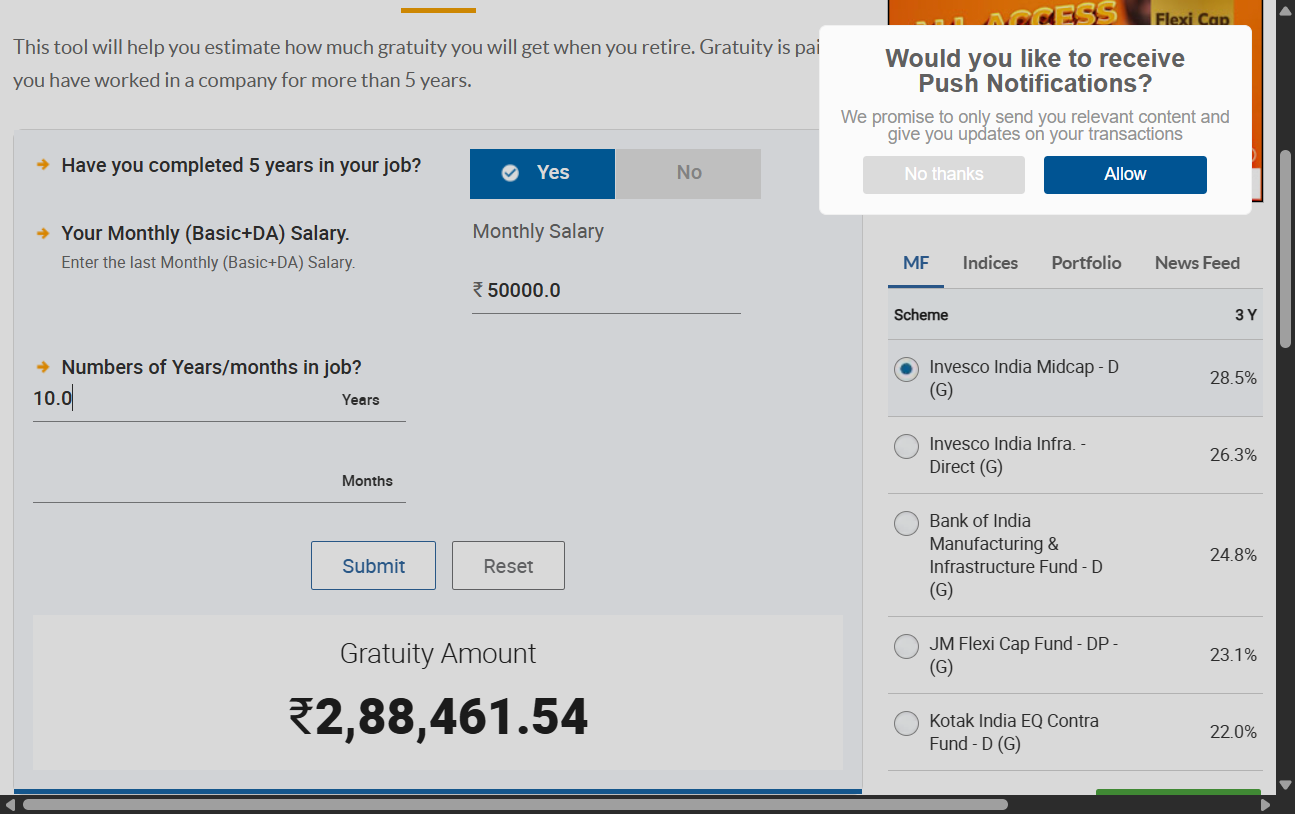 This tool will help you estimate how much gratuity you will get when you retire. Gratuity is
you have worked in a company for more than 5 years.
Have you completed 5 years in your job?
Yes
No
Your Monthly (Basic+DA) Salary.
Enter the last Monthly (Basic+DA) Salary.
Monthly Salary
₹ 50000.0
Numbers of Years/months in job?
10.0
Years
Months
Submit
Reset
Gratuity Amount
₹2,88,461.54
ALL ACCESS
Flexi Cap
Would you like to receive
Push Notifications?
We promise to only send you relevant content and
give you updates on your transactions
No thanks
Allow
MF
Indices
Portfolio
News Feed
Scheme
3 Y
Invesco India Midcap - D
(G)
28.5%
Invesco India Infra. -
Direct (G)
26.3%
Bank of India
Manufacturing &
Infrastructure Fund - D
(G)
24.8%
JM Flexi Cap Fund - DP -
(G)
23.1%
Kotak India EQ Contra
Fund - D (G)
22.0%